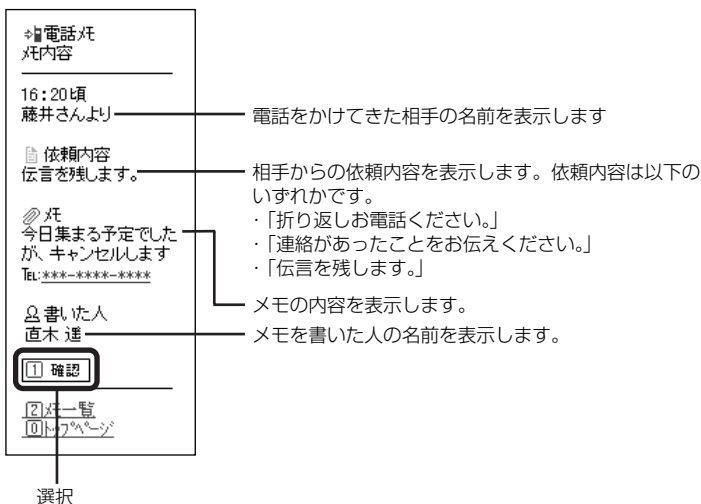 電話メモ
メモ内容
16:20頃
藤井さんより
電話をかけてきた相手の名前を表示します
依頼内容
伝言を残します。
相手からの依頼内容を表示します。依頼内容は以下の
いずれかです。
・「折り返しお電話ください。」
・「連絡があったことをお伝えください。」
・「伝言を残します。」
メモ
今日集まる予定でした
が、キャンセルします
TEL:***-****-****
メモの内容を表示します。
書いた人
直木 遥
メモを書いた人の名前を表示します。
1 確認
2メモ一覧
0トップページ
選択